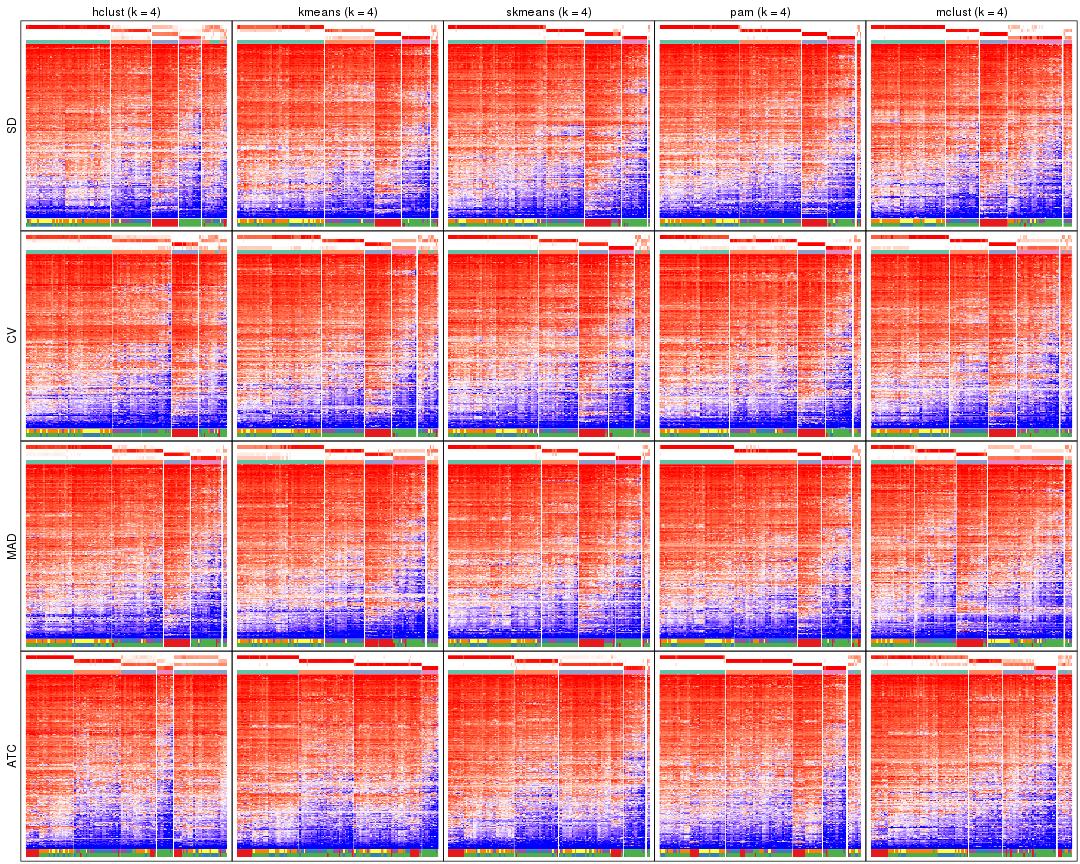 hclust (k = 4)
kmeans (k = 4)
skmeans (k = 4)
pam (k = 4)
mclust (k = 4)
SD
CV
MAD
ATC